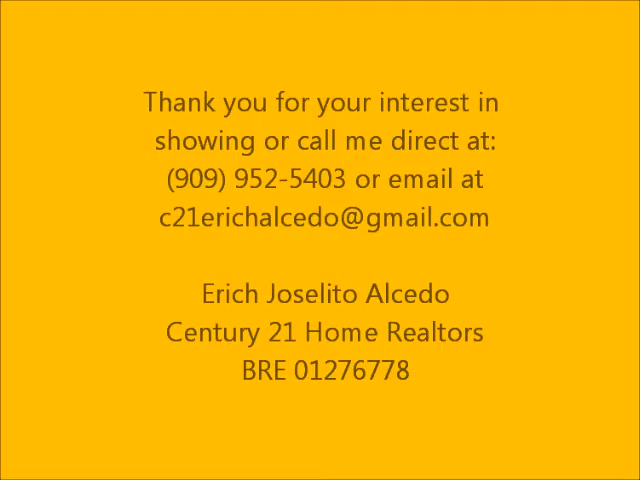 Thank you for your interest in
showing or call me direct at:
(909) 952-5403 or email at
c21erichalcedo@gmail.com
Erich Joselito Alcedo
Century 21 Home Realtors
BRE 01276778